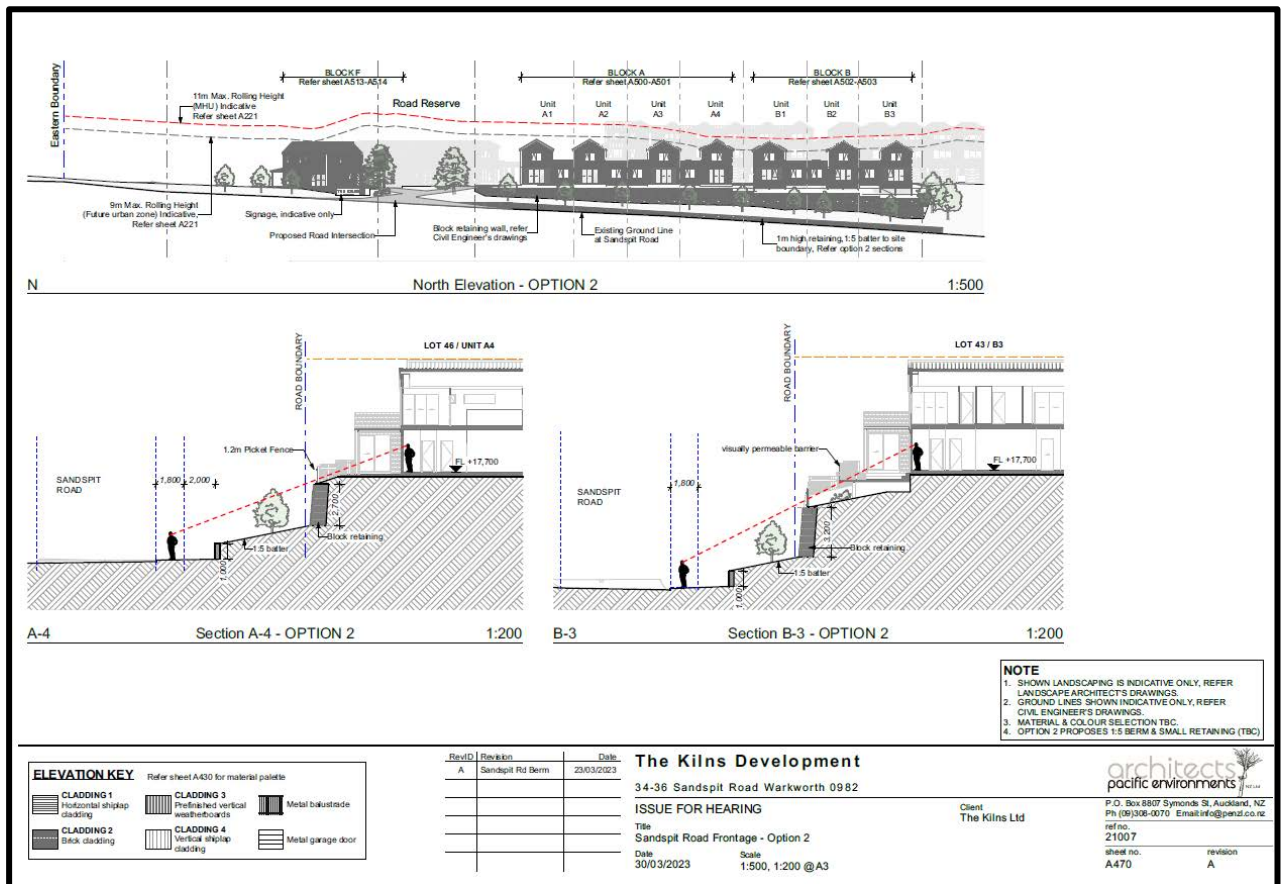 Eastern Boundary
BLOCK F
Refer sheet A513-A514
BLOCK A
Refer sheet A500-A501
BLOCK B
Refer sheet A502-A503
11m Max. Rolling Height
(MHU) Indicative
Refer sheet A221
Road Reserve
Unit
A1
Unit
A2
Unit
A3
Unit
A4
Unit
B1
Unit
B2
Unit
B3
9m Max. Rolling Height
(Future urban zone) Indicative,
Refer sheet A221
Signage, indicative only
Proposed Road Intersection
Block retaining wall, refer
Civil Engineer's drawings
Existing Ground Line
at Sandspit Road
1m high retaining, 1:5 batter to site
boundary, Refer option 2 sections
N
North Elevation - OPTION 2
1:500
ROAD BOUNDARY
LOT 46 / UNIT A4
1.2m Picket Fence
FL +17,700
SANDSPIT
ROAD
1,800
2,000
2,700
Block retaining
1:5 batter
1,000
A-4
Section A-4 - OPTION 2
1:200
ROAD BOUNDARY
LOT 43 / B3
visually permeable barrier
FL +17,700
SANDSPIT
ROAD
1,800
3,200
Block retaining
1:5 batter
1,000
B-3
Section B-3 - OPTION 2
1:200
NOTE
1. SHOWN LANDSCAPING IS INDICATIVE ONLY, REFER
LANDSCAPE ARCHITECT'S DRAWINGS.
2. GROUND LINES SHOWN INDICATIVE ONLY, REFER
CIVIL ENGINEER'S DRAWINGS.
3. MATERIAL & COLOUR SELECTION TBC.
4. OPTION 2 PROPOSES 1:5 BERM & SMALL RETAINING (TBC)
ELEVATION KEY Refer sheet A430 for material palette
CLADDING 1
Horizontal shiplap
cladding
CLADDING 2
Brick cladding
CLADDING 3
Prefinished vertical
weatherboards
CLADDING 4
Vertical shiplap
cladding
Metal balustrade
Metal garage door
RevID Revision Date
A Sandspit Rd Berm 23/03/2023
The Kilns Development
34-36 Sandspit Road Warkworth 0982
ISSUE FOR HEARING
Title
Sandspit Road Frontage - Option 2
Date
30/03/2023
Scale
1:500, 1:200 @A3
Client
The Kilns Ltd
architects
pacific environments NZ Ltd
P.O. Box 8807 Symonds St, Auckland, NZ
Ph (09)308-0070 Email:info@penzl.co.nz
ref no.
21007
sheet no.
A470
revision
A